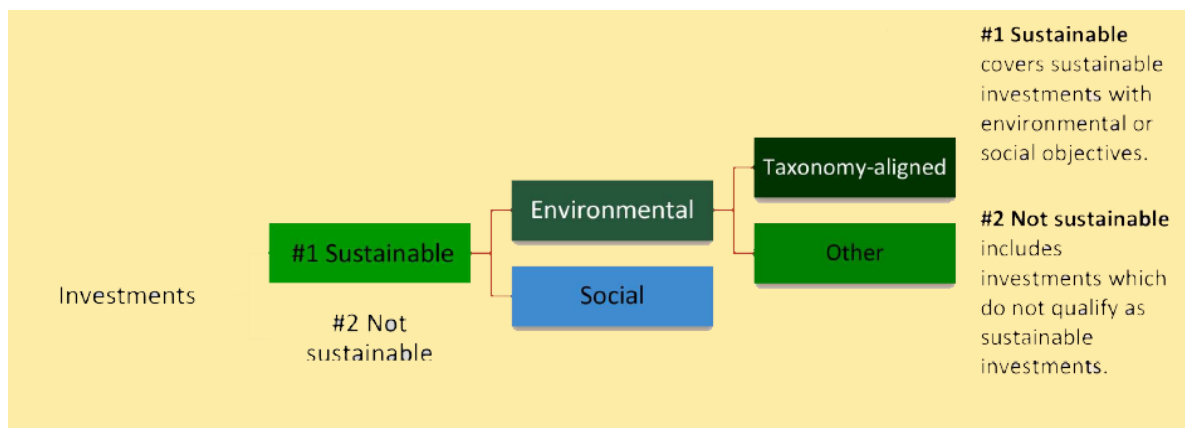 Investments
#1 Sustainable
#2 Not
sustainable
Environmental
Social
Taxonomy-aligned
Other
#1 Sustainable
covers sustainable
investments with
environmental or
social objectives.
#2 Not sustainable
includes
investments which
do not qualify as
sustainable
investments.